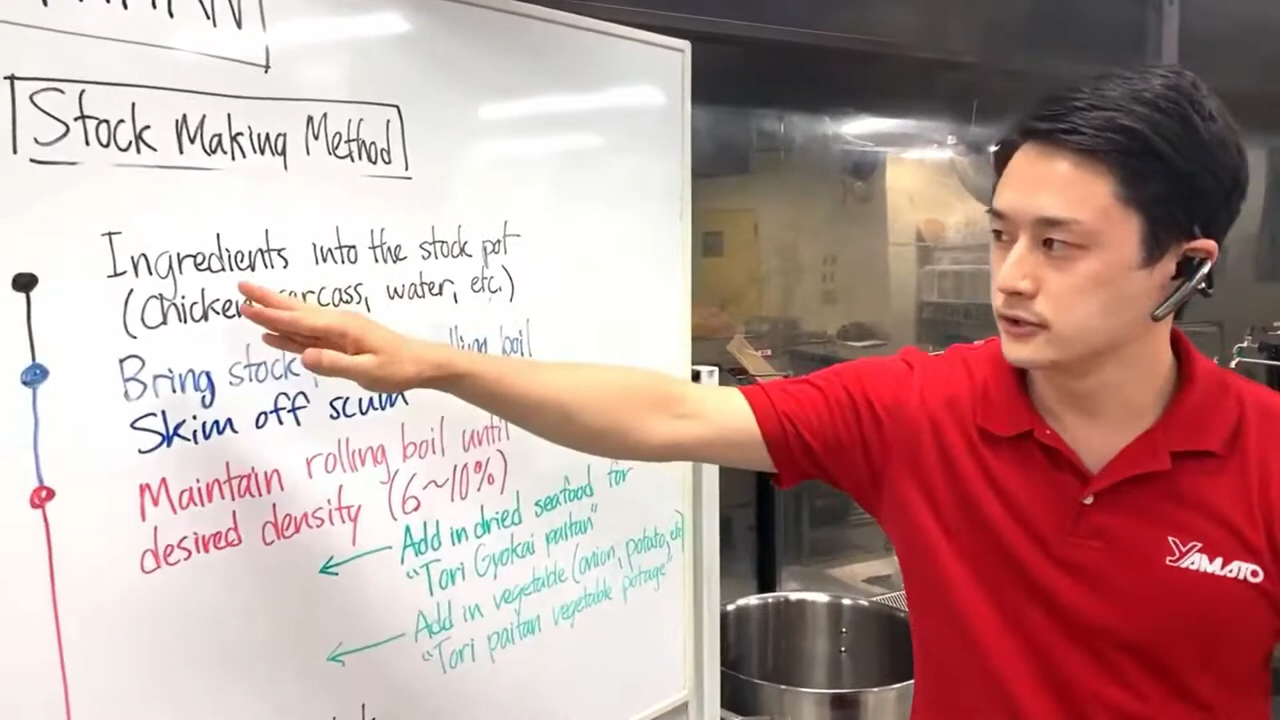 Stock Making Method
Ingredients into the stock pot
(Chicken carcass, water, etc.)
Bring stock boil
Skim off scum
Maintain rolling boil until
desired density (6~10%)
Add in dried seafood for
"Tori Gyokai paitan"
Add in vegetable (onion, potato, etc)
"Tori paitan vegetable potage"
YAMATO